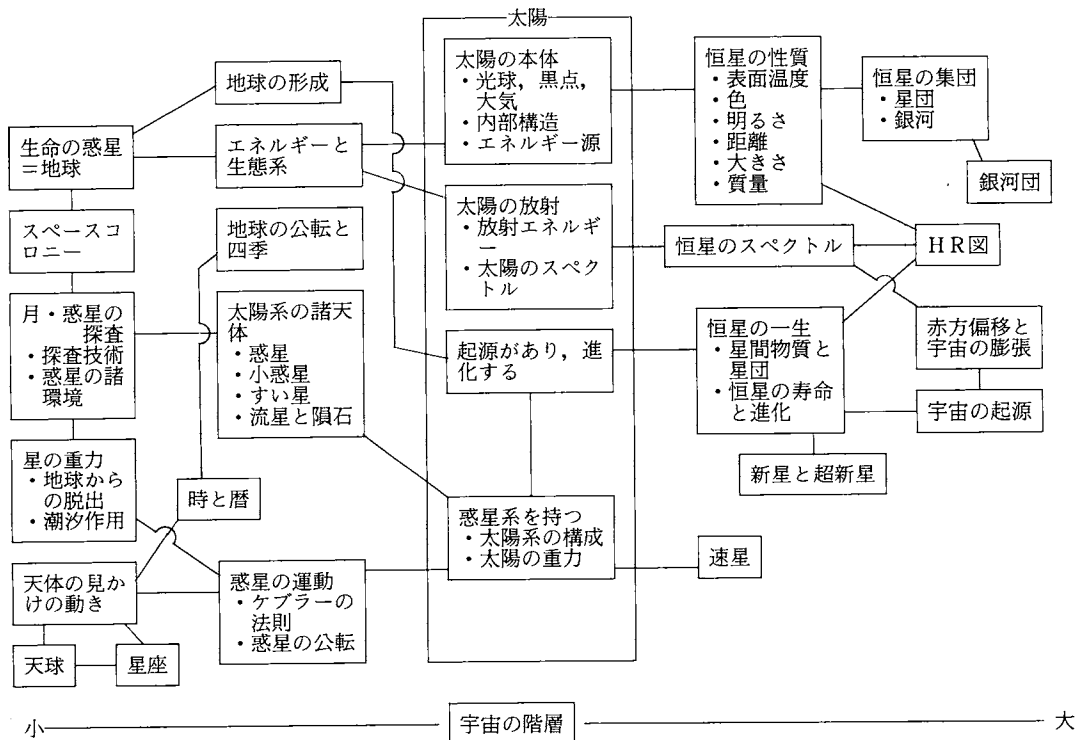 太陽
太陽の本体
・光球，黒点，
大気
・内部構造
・エネルギー源
恒星の性質
・表面温度
・色
・明るさ
・距離
・大きさ
・質量
恒星の集団
・星団
・銀河
銀河団
地球の形成
生命の惑星
＝地球
エネルギーと
生態系
スペースコ
ロニー
地球の公転と
四季
太陽の放射
・放射エネルギ
ー
・太陽のスペク
トル
恒星のスペクトル
ＨＲ図
月・惑星の
探査
・探査技術
・惑星の諸
環境
太陽系の諸天
体
・惑星
・小惑星
・すい星
・流星と隕石
起源があり，進
化する
恒星の一生
・星間物質と
星団
・恒星の寿命
と進化
赤方偏移と
宇宙の膨張
宇宙の起源
新星と超新星
星の重力
・地球から
の脱出
・潮汐作用
時と暦
惑星系を持つ
・太陽系の構成
・太陽の重力
速星
天体の見か
けの動き
惑星の運動
・ケブラーの
法則
・惑星の公転
天球
星座
小
宇宙の階層
大